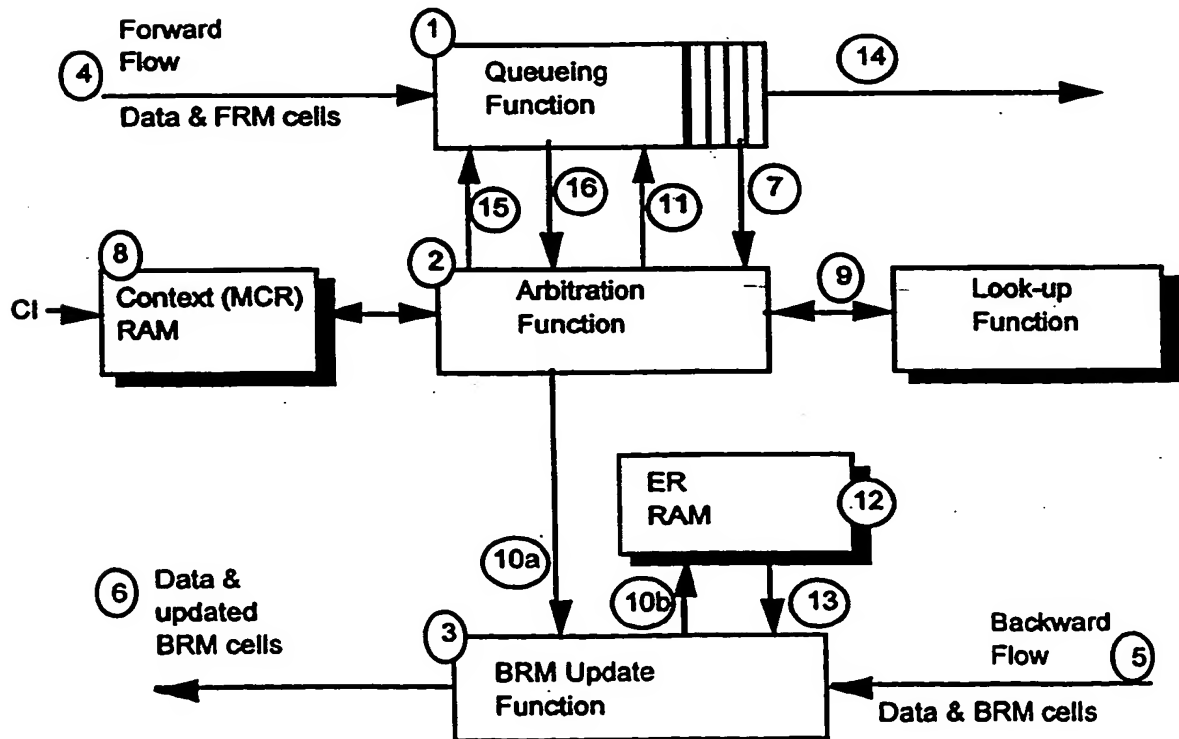 Forward
Flow
4
Data & FRM cells
1
Queueing
Function
14
15
16
11
7
8
Context (MCR)
RAM
CI
2
Arbitration
Function
9
Look-up
Function
ER
RAM
12
10a
10b
13
6
Data &
updated
BRM cells
3
BRM Update
Function
Backward
Flow
5
Data & BRM cells